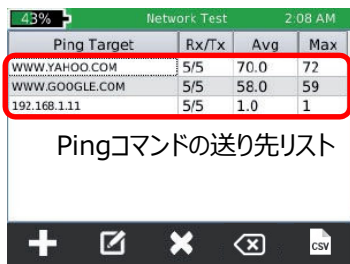 43% Network Test 2:08 AM
Ping Target Rx/Tx Avg Max
WWW.YAHOO.COM 5/5 70.0 72
WWW.GOOGLE.COM 5/5 58.0 59
192.168.1.11 5/5 1.0 1
Pingコマンドの送り先リスト
CSV